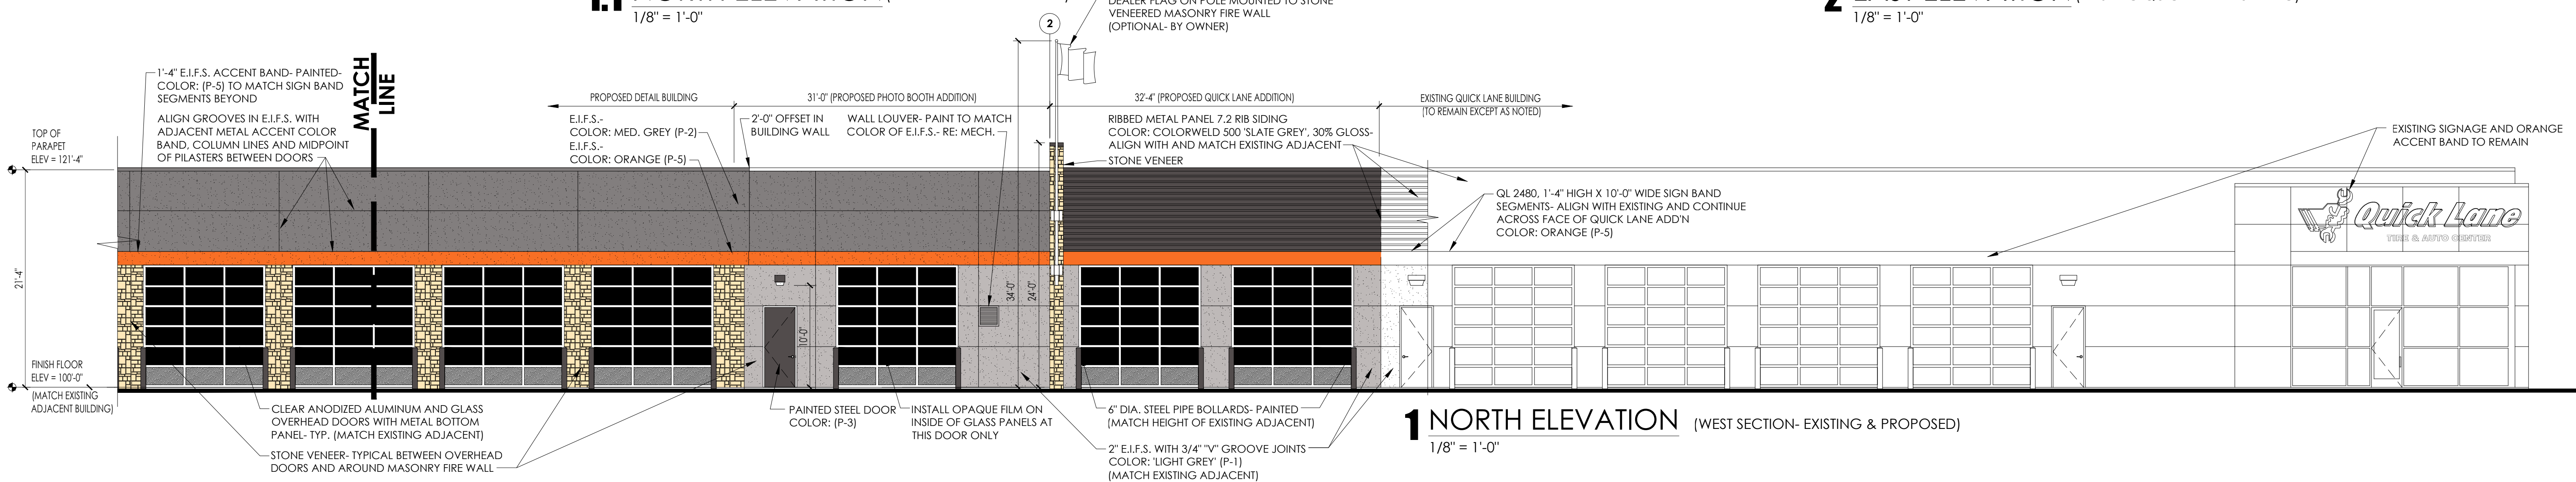 1/8" = 1'-0"
DEALER FLAG ON POLE MOUNTED TO STONE
VENEERED MASONRY FIRE WALL
(OPTIONAL- BY OWNER)
2
1/8" = 1'-0"
2
MATCH
LINE
1'-4" E.I.F.S. ACCENT BAND- PAINTED-
COLOR: (P-5) TO MATCH SIGN BAND
SEGMENTS BEYOND
ALIGN GROOVES IN E.I.F.S. WITH
ADJACENT METAL ACCENT COLOR
BAND, COLUMN LINES AND MIDPOINT
OF PILASTERS BETWEEN DOORS
TOP OF
PARAPET
ELEV = 121'-4"
PROPOSED DETAIL BUILDING
31'-0" (PROPOSED PHOTO BOOTH ADDITION)
32'-4" (PROPOSED QUICK LANE ADDITION)
EXISTING QUICK LANE BUILDING
(TO REMAIN EXCEPT AS NOTED)
E.I.F.S.-
COLOR: MED. GREY (P-2)
E.I.F.S.-
COLOR: ORANGE (P-5)
2'-0" OFFSET IN
BUILDING WALL
WALL LOUVER- PAINT TO MATCH
COLOR OF E.I.F.S.- RE: MECH.
RIBBED METAL PANEL 7.2 RIB SIDING
COLOR: COLORWELD 500 'SLATE GREY', 30% GLOSS-
ALIGN WITH AND MATCH EXISTING ADJACENT
STONE VENEER
EXISTING SIGNAGE AND ORANGE
ACCENT BAND TO REMAIN
QL 2480, 1'-4" HIGH X 10'-0" WIDE SIGN BAND
SEGMENTS- ALIGN WITH EXISTING AND CONTINUE
ACROSS FACE OF QUICK LANE ADD'N
COLOR: ORANGE (P-5)
Quick Lane
TIRE & AUTO CENTER
21'-4"
10'-0"
34'-0"
24'-0"
FINISH FLOOR
ELEV = 100'-0"
(MATCH EXISTING
ADJACENT BUILDING)
CLEAR ANODIZED ALUMINUM AND GLASS
OVERHEAD DOORS WITH METAL BOTTOM
PANEL- TYP. (MATCH EXISTING ADJACENT)
STONE VENEER- TYPICAL BETWEEN OVERHEAD
DOORS AND AROUND MASONRY FIRE WALL
PAINTED STEEL DOOR
COLOR: (P-3)
INSTALL OPAQUE FILM ON
INSIDE OF GLASS PANELS AT
THIS DOOR ONLY
6" DIA. STEEL PIPE BOLLARDS- PAINTED
(MATCH HEIGHT OF EXISTING ADJACENT)
2" E.I.F.S. WITH 3/4" "V" GROOVE JOINTS
COLOR: 'LIGHT GREY' (P-1)
(MATCH EXISTING ADJACENT)
1 NORTH ELEVATION (WEST SECTION- EXISTING & PROPOSED)
1/8" = 1'-0"